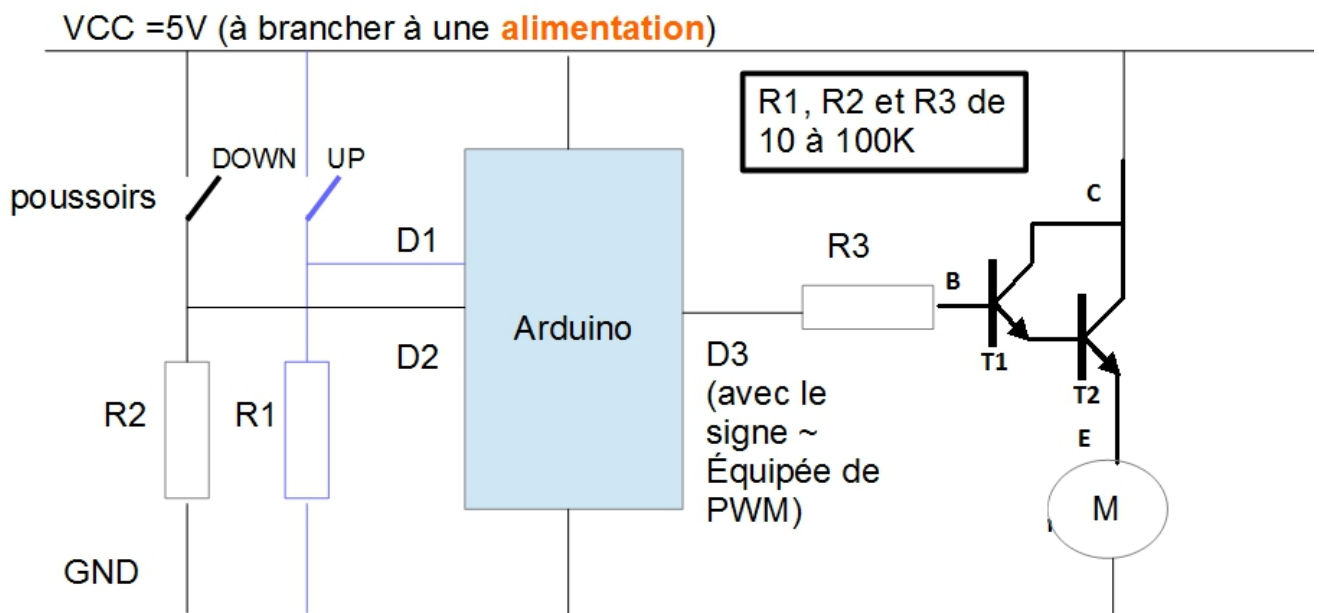 VCC =5V (à brancher à une alimentation)
R1, R2 et R3 de
10 à 100K
DOWN
UP
poussoirs
C
D1
R3
B
Arduino
D2
D3
T1
(avec le
T2
R2
R1
signe ~
E
Équipée de
PWM)
M
GND